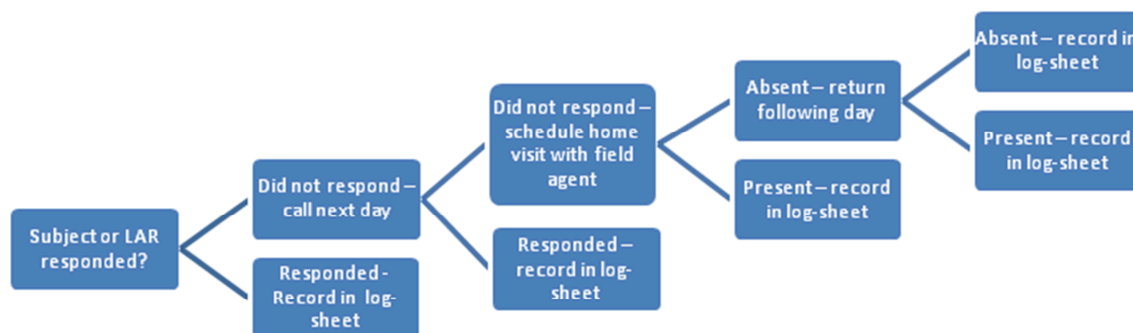 Subject or LAR
responded?
Did not respond –
call next day
Responded -
Record in log-
sheet
Did not respond –
schedule home
visit with field
agent
Responded –
record in log-
sheet
Absent – return
following day
Present – record
in log-sheet
Absent – record in
log-sheet
Present – record
in log-sheet